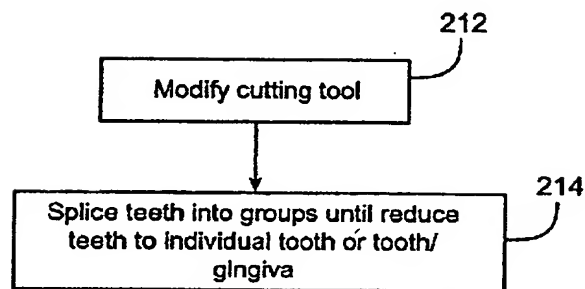 212
Modify cutting tool
214
Splice teeth into groups until reduce
teeth to individual tooth or tooth/
gingiva